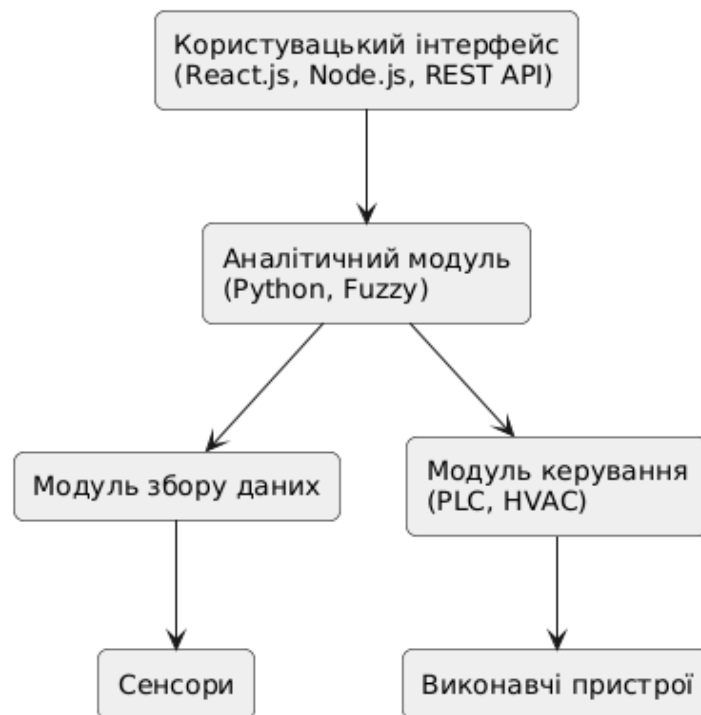 Користувацький інтерфейс
(React.js, Node.js, REST API)
Аналітичний модуль
(Python, Fuzzy)
Модуль збору даних
Модуль керування
(PLC, HVAC)
Сенсори
Виконавчі пристрої